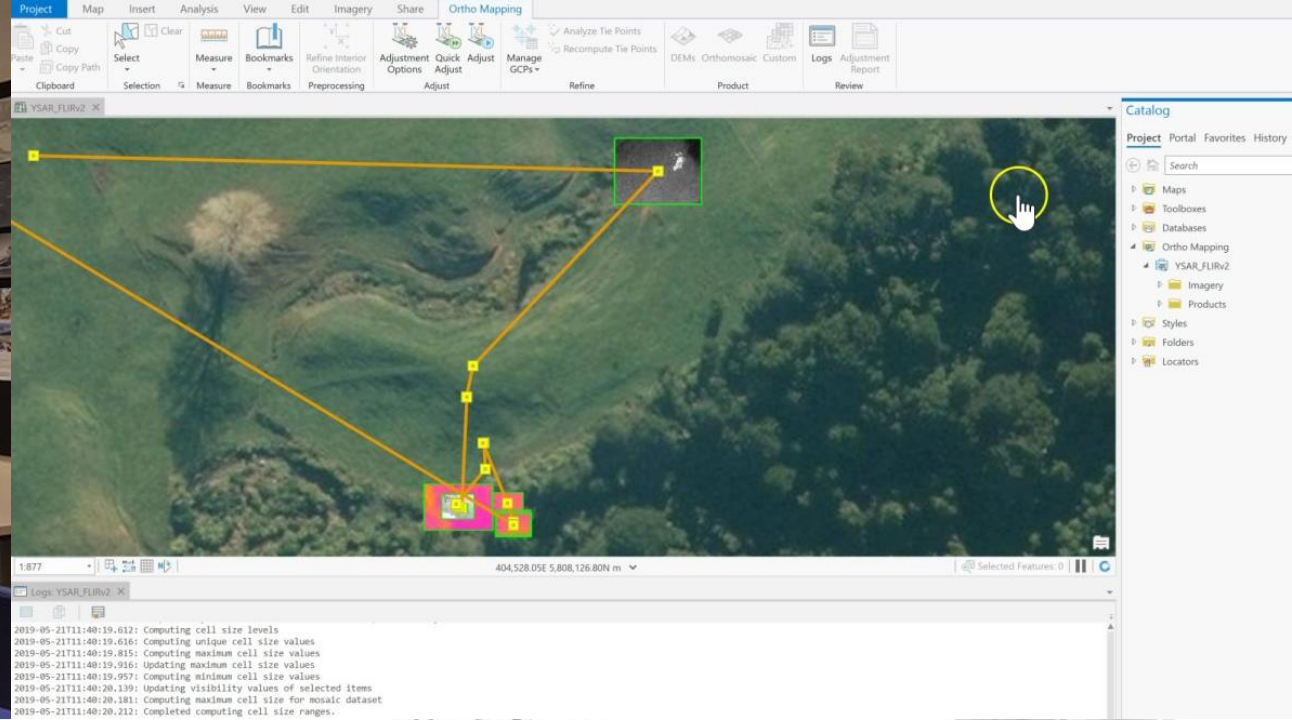 Project Map Insert Analysis View Edit Imagery Share Ortho Mapping
Cut
Copy
Copy Path
Paste
Clipboard
Select
Clear
Selection
Measure
Measure
Bookmarks
Bookmarks
Refine Interior
Orientation
Preprocessing
Adjustment
Options
Quick
Adjust
Adjust
Adjust
Manage
GCPs
Analyze Tie Points
Recompute Tie Points
Refine
DEMs Orthomosaic Custom
Product
Logs
Adjustment
Report
Review
YSAR_FLIRv2
Catalog
Project Portal Favorites History
Search
Maps
Toolboxes
Databases
Ortho Mapping
YSAR_FLIRv2
Imagery
Products
Styles
Folders
Locators
1:877
404,528.05E 5,808,126.80N m
Selected Features: 0
Logs: YSAR_FLIRv2
2019-05-21T11:40:19.612: Computing cell size levels
2019-05-21T11:40:19.616: Computing unique cell size values
2019-05-21T11:40:19.815: Computing maximum cell size values
2019-05-21T11:40:19.916: Updating maximum cell size values
2019-05-21T11:40:19.957: Computing minimum cell size values
2019-05-21T11:40:20.139: Updating visibility values of selected items
2019-05-21T11:40:20.181: Computing maximum cell size for mosaic dataset
2019-05-21T11:40:20.212: Completed computing cell size ranges.